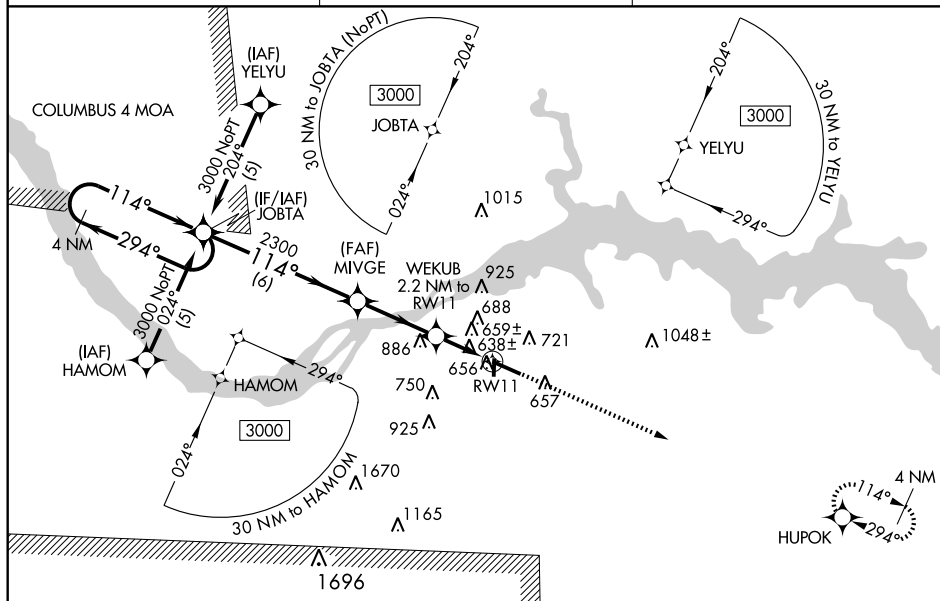 (IAF)
YELYU
COLUMBUS 4 MOA
3000 NoPT
204°
(5)
30 NM to JOBTA (NoPT)
204°
3000
JOBTA
024°
204°
3000
YELYU
294°
30 NM to YELYU
(IF/IAF)
JOBTA
114°
4 NM
294°
2300
114°
(6)
(FAF)
MIVGE
1015
WEKUB
2.2 NM to
RW11
925
688
659±
638±
721
1048±
886
656
RW11
657
3000 NoPT
024°
(5)
(IAF)
HAMOM
294°
HAMOM
024°
3000
30 NM to HAMOM
750
925
1670
1165
1696
4 NM
114°
294°
HUPOK